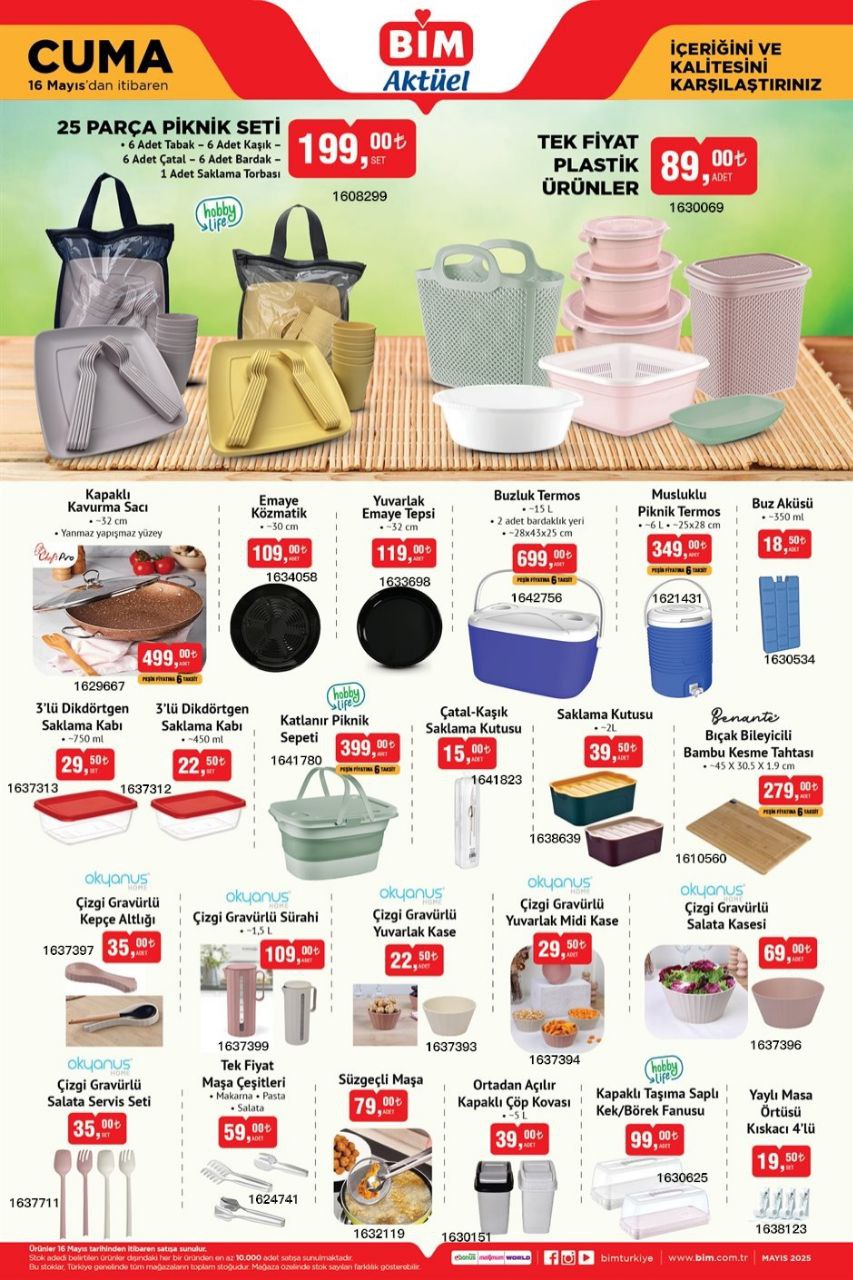 CUMA
16 Mayıs'dan itibaren
BİM
Aktüel
İÇERİĞİNİ VE
KALİTESİNİ
KARŞILAŞTIRINIZ
25 PARÇA PİKNİK SETİ
• 6 Adet Tabak – 6 Adet Kaşık –
6 Adet Çatal – 6 Adet Bardak –
1 Adet Saklama Torbası
199,00₺
SET
1608299
hobby
life
TEK FİYAT
PLASTİK
ÜRÜNLER
89,00₺
ADET
1630069
Kapaklı
Kavurma Sacı
• ~32 cm
• Yanmaz yapışmaz yüzey
499,00₺
ADET
PEŞİN FİYATINA 6 TAKSİT
1629667
Emaye
Közmatik
• ~30 cm
109,00₺
ADET
1634058
Yuvarlak
Emaye Tepsi
• ~32 cm
119,00₺
ADET
1633698
Buzluk Termos
• ~15 L
• 2 adet bardaklık yeri
• ~28x43x25 cm
699,00₺
ADET
PEŞİN FİYATINA 6 TAKSİT
1642756
Musluklu
Piknik Termos
• ~6 L • ~25x28 cm
349,00₺
ADET
PEŞİN FİYATINA 6 TAKSİT
1621431
Buz Aküsü
• ~350 ml
18,50₺
ADET
1630534
3'lü Dikdörtgen
Saklama Kabı
• ~750 ml
29,50₺
SET
1637313
3'lü Dikdörtgen
Saklama Kabı
• ~450 ml
22,50₺
SET
1637312
hobby
life
Katlanır Piknik
Sepeti
399,00₺
ADET
PEŞİN FİYATINA 6 TAKSİT
1641780
Çatal-Kaşık
Saklama Kutusu
15,00₺
ADET
1641823
Saklama Kutusu
• ~2L
39,50₺
ADET
1638639
Benante
Bıçak Bileyicili
Bambu Kesme Tahtası
• ~45 X 30.5 X 1.9 cm
279,00₺
ADET
PEŞİN FİYATINA 6 TAKSİT
1610560
okyanus
HOME
Çizgi Gravürlü
Kepçe Altlığı
1637397
35,00₺
ADET
okyanus
HOME
Çizgi Gravürlü Sürahi
• ~1,5 L
109,00₺
ADET
1637399
okyanus
HOME
Çizgi Gravürlü
Yuvarlak Kase
22,50₺
ADET
1637393
okyanus
HOME
Çizgi Gravürlü
Yuvarlak Midi Kase
29,50₺
ADET
1637394
okyanus
HOME
Çizgi Gravürlü
Salata Kasesi
69,00₺
ADET
1637396
okyanus
HOME
Çizgi Gravürlü
Salata Servis Seti
35,00₺
SET
1637711
Tek Fiyat
Maşa Çeşitleri
• Makarna • Pasta
• Salata
59,00₺
ADET
1624741
Süzgeçli Maşa
79,00₺
ADET
1632119
Ortadan Açılır
Kapaklı Çöp Kovası
• ~5 L
39,00₺
ADET
1630151
hobby
life
Kapaklı Taşıma Saplı
Kek/Börek Fanusu
99,00₺
ADET
1630625
Yaylı Masa
Örtüsü
Kıskacı 4'lü
19,50₺
SET
1638123
Ürünler 16 Mayıs tarihinden itibaren satışa sunulur.
Stok adedi belirtilen ürünler dışındaki her bir üründen en az 10.000 adet satışa sunulmaktadır.
Bu stoklar, Türkiye genelinde tüm mağazaların toplam stoğudur. Mağaza özelinde stok sayıları farklılık gösterebilir.
bonus maximum WORLD
bimturkiye
www.bim.com.tr
MAYIS 2025